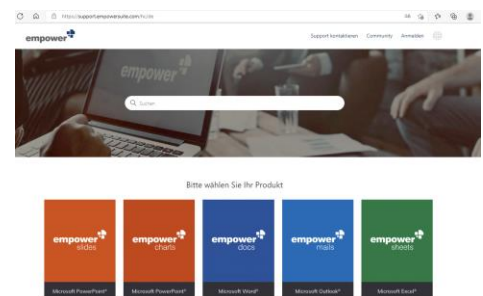 https://support.empowersuite.com/hc/de
empower
Support kontaktieren Community Anmelden
empower
Suchen
Bitte wählen Sie Ihr Produkt
empower slides
empower charts
empower docs
empower mails
empower sheets
Microsoft PowerPoint®
Microsoft PowerPoint®
Microsoft Word®
Microsoft Outlook®
Microsoft Excel®